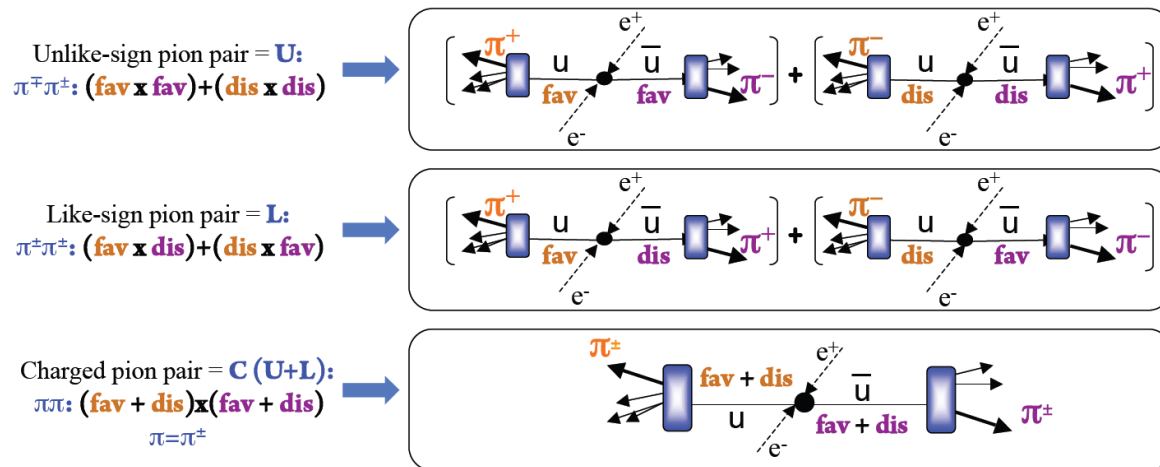 Unlike-sign pion pair = U:
π∓π±: (fav x fav)+(dis x dis)
π+ u e+ u̅ π- fav fav e-
+
π- u e+ u̅ π+ dis dis e-
Like-sign pion pair = L:
π±π±: (fav x dis)+(dis x fav)
π+ u e+ u̅ π+ fav dis e-
+
π- u e+ u̅ π- dis fav e-
Charged pion pair = C (U+L):
ππ: (fav + dis)x(fav + dis)
π=π±
π± fav + dis e+ u̅
u fav + dis π±
e-